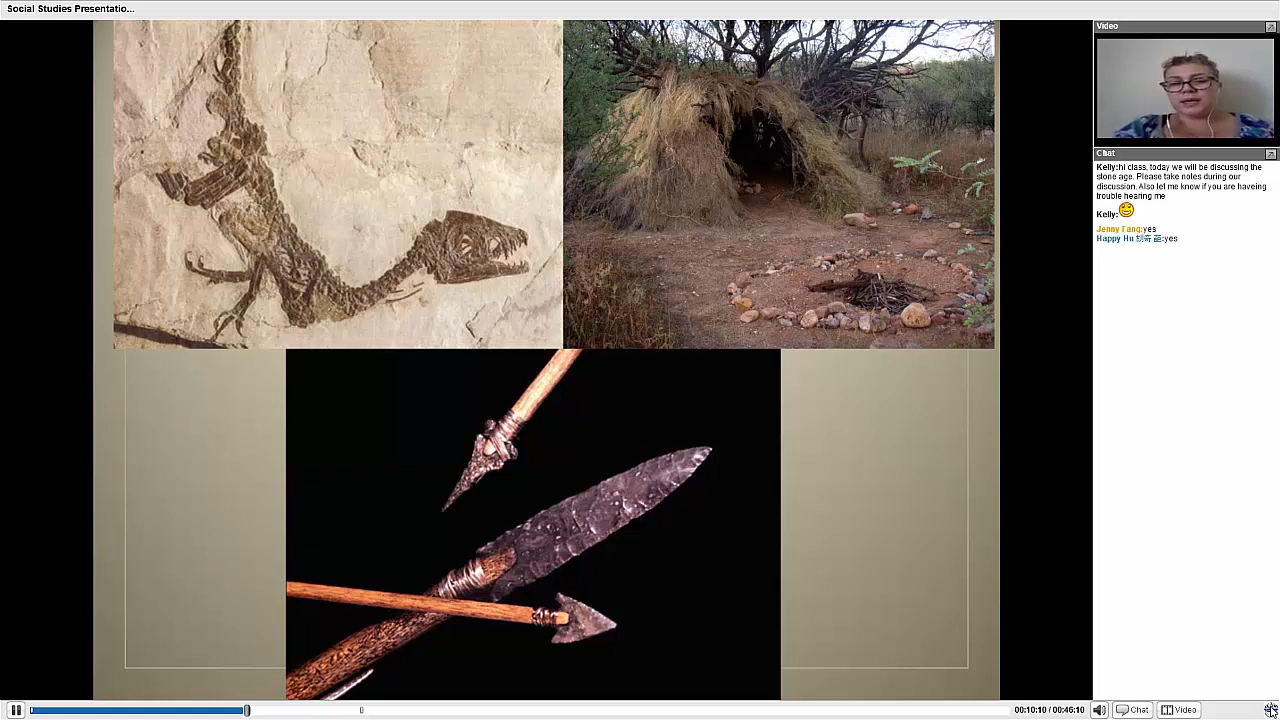 Social Studies Presentatio...
Video
Chat
Kelly:hi class, today we will be discussing the
stone age. Please take notes during our
discussion. Also let me know if you are haveing
trouble hearing me
Kelly:
Jenny Fang:yes
Happy Hu 胡奇 :yes
00:10:10 / 00:46:10
Chat
Video